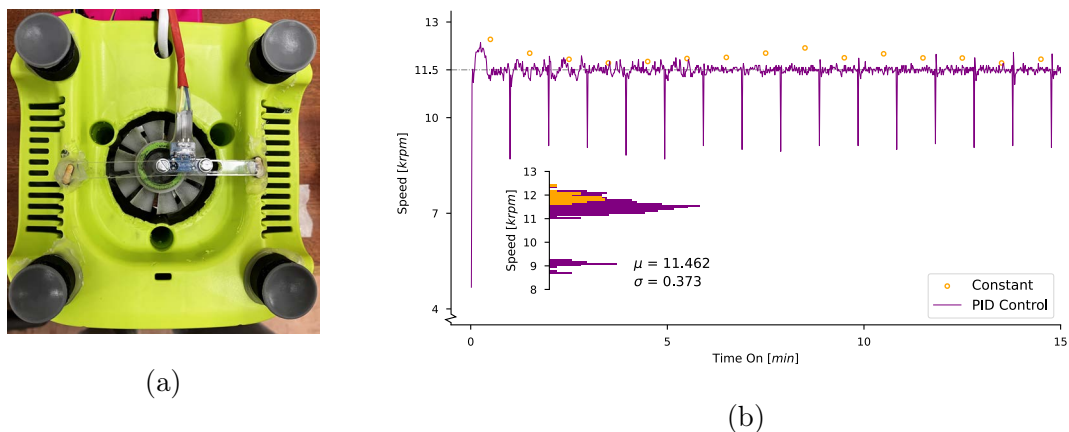 13
11.5
10
7
4
Speed [krpm]
0
5
10
15
Time On [min]
13
12
11
10
9
8
Speed [krpm]
μ = 11.462
σ = 0.373
Constant
PID Control
(a)
(b)